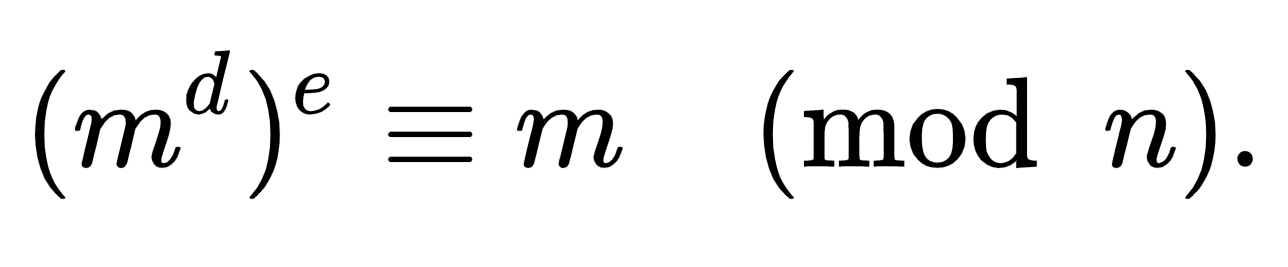 (m^d)^e ≡ m (mod n).